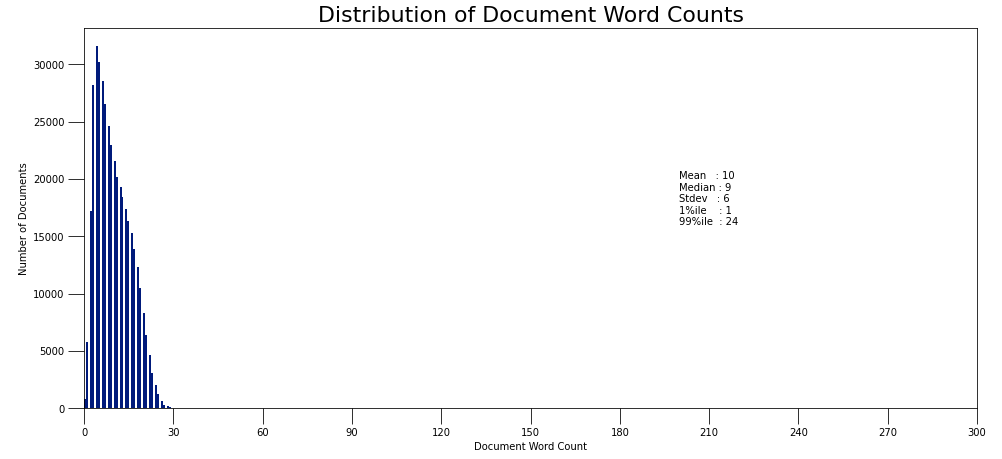 Distribution of Document Word Counts
30000
25000
20000
15000
10000
5000
0
Number of Documents
Mean : 10
Median : 9
Stdev : 6
1%ile : 1
99%ile : 24
0 30 60 90 120 150 180 210 240 270 300
Document Word Count